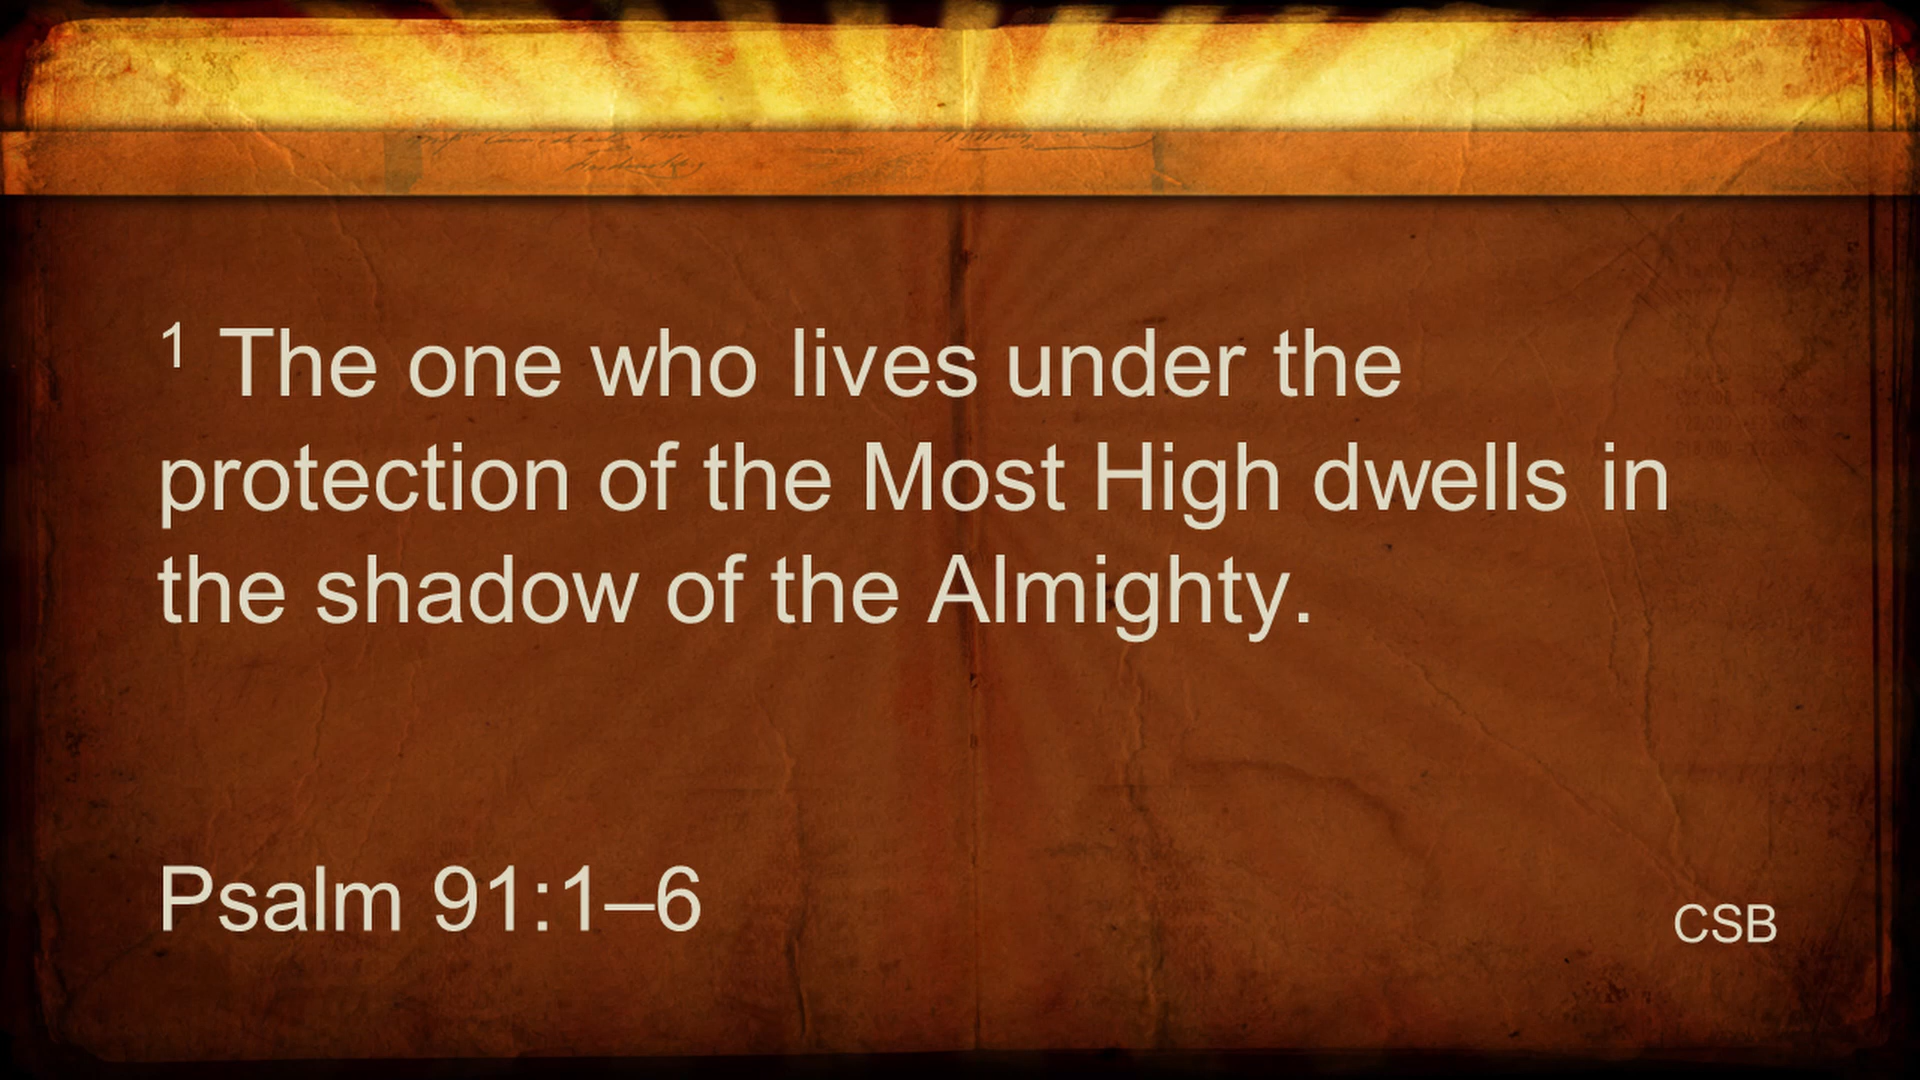 1 The one who lives under the
protection of the Most High dwells in
the shadow of the Almighty.
Psalm 91:1–6
CSB